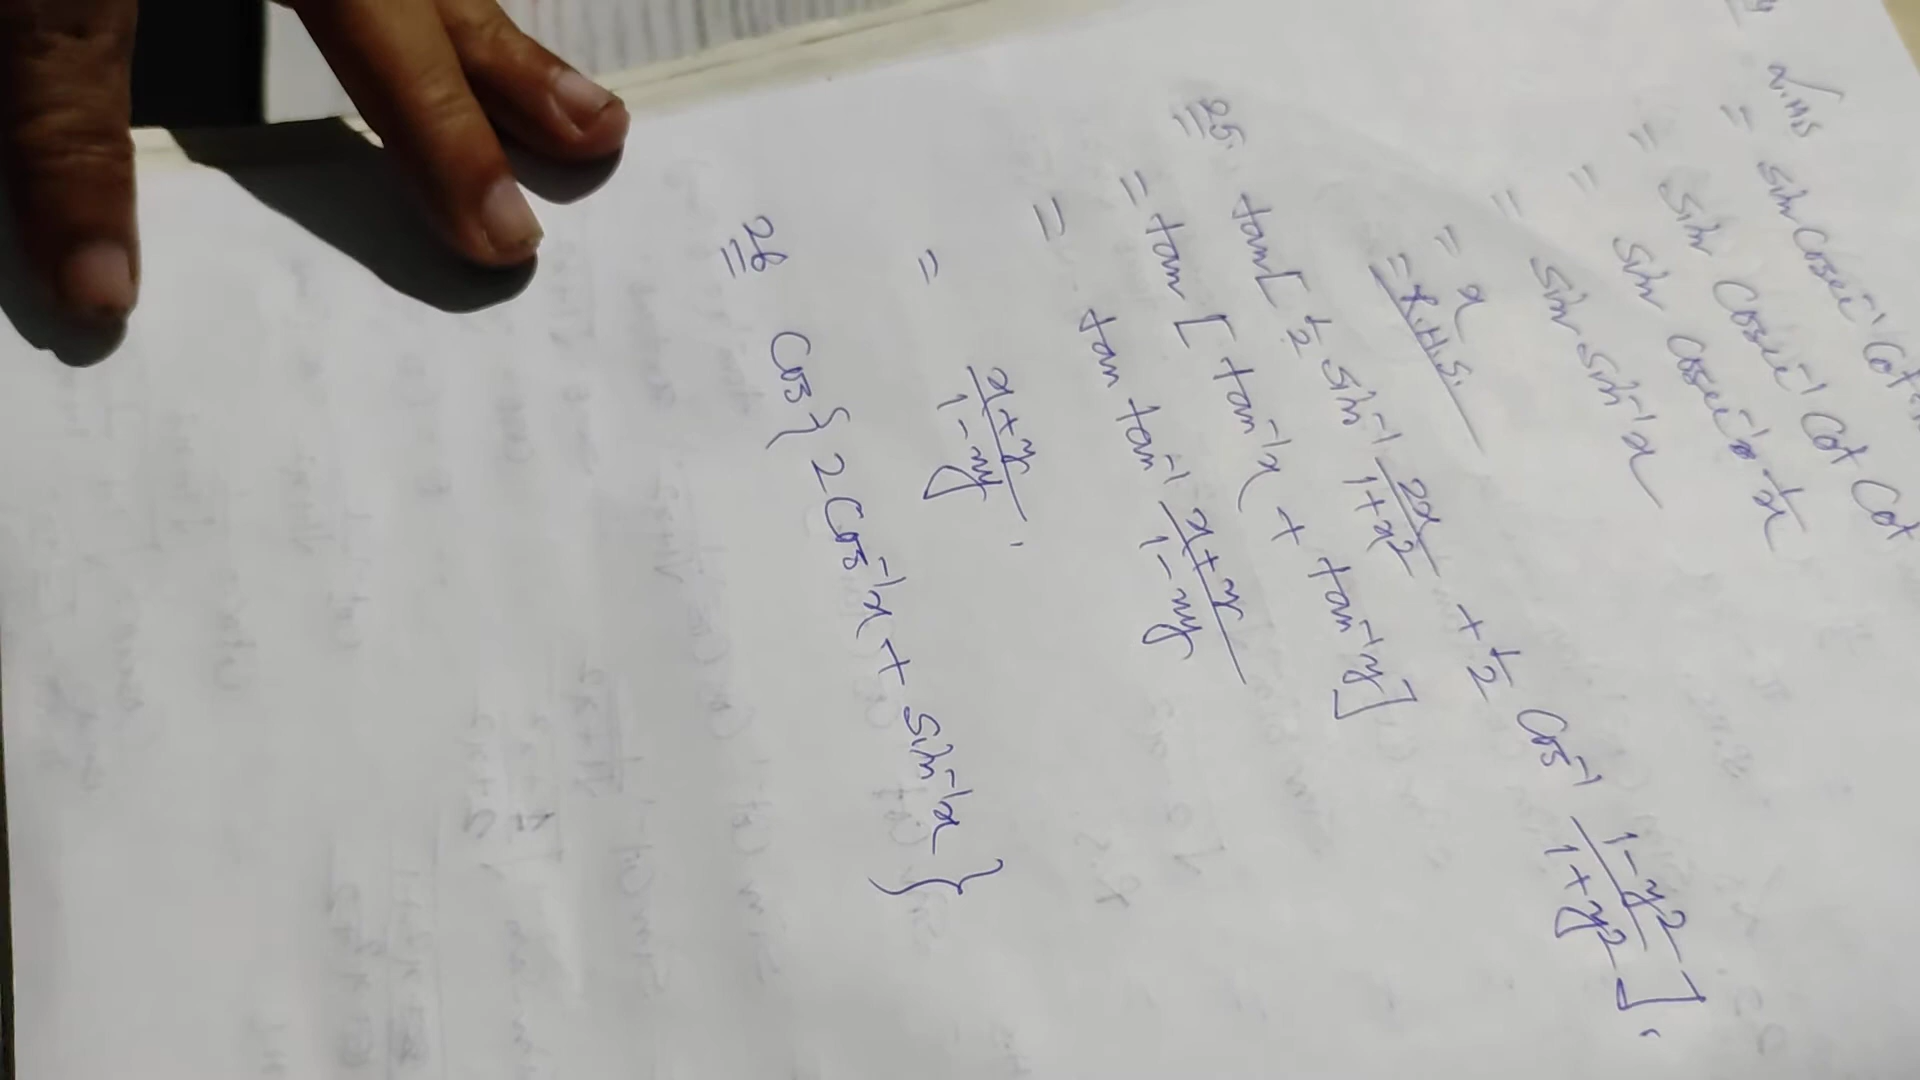 L.H.S
= sin cosec⁻¹ cot
= sin cosec⁻¹ cot cot
= sin cosec⁻¹ 1/x
= sin sin⁻¹x
= x
= R.H.S.
25. tan[1/2 sin⁻¹ 2x/1+x² + 1/2 cos⁻¹ 1-y²/1+y²].
= tan[tan⁻¹x + tan⁻¹y]
= tan tan⁻¹ x+y/1-xy
= x+y/1-xy.
26 Cos{2Cos⁻¹x + sin⁻¹x}